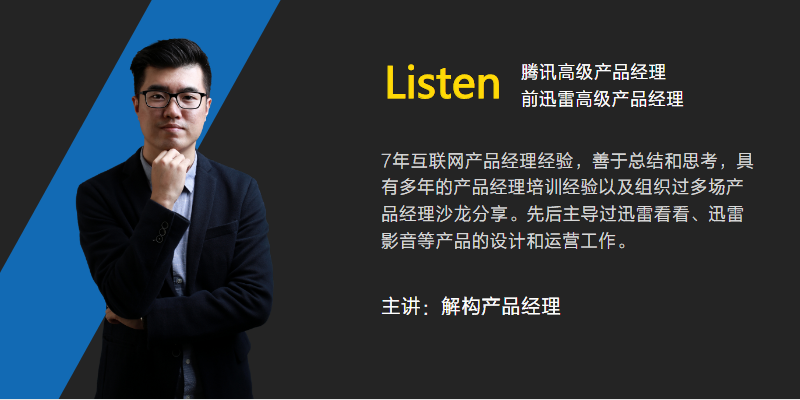 Listen
腾讯高级产品经理
前迅雷高级产品经理
7年互联网产品经理经验，善于总结和思考，具
有多年的产品经理培训经验以及组织过多场产
品经理沙龙分享。先后主导过迅雷看看、迅雷
影音等产品的设计和运营工作。
主讲：解构产品经理